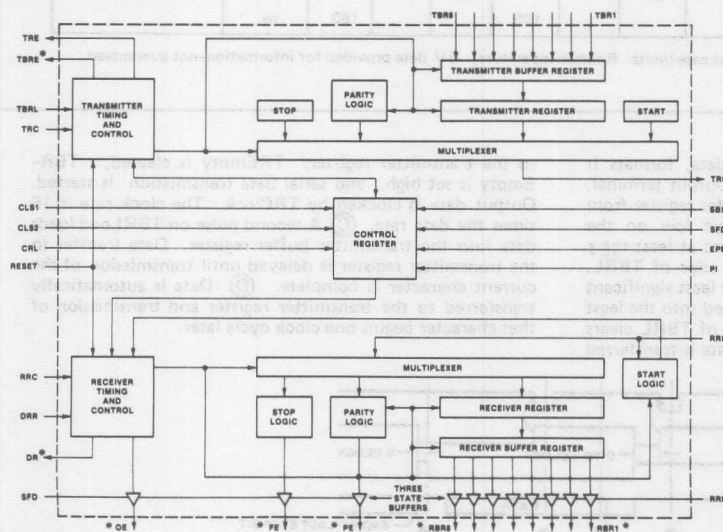 TBR8 TBR1
TRE
TBRE*
TBRL
TRC
TRANSMITTER
TIMING
AND
CONTROL
TRANSMITTER BUFFER REGISTER
STOP
PARITY
LOGIC
TRANSMITTER REGISTER
START
MULTIPLEXER
CLS1
CLS2
CRL
RESET
CONTROL
REGISTER
SBS
SFD
EPE
PI
RRC
DRR
DR*
RECEIVER
TIMING
AND
CONTROL
MULTIPLEXER
STOP
LOGIC
PARITY
LOGIC
RECEIVER REGISTER
START
LOGIC
RECEIVER BUFFER REGISTER
THREE
STATE
BUFFERS
SFD
* OE
* FE
* PE
* RBR8
RBR1